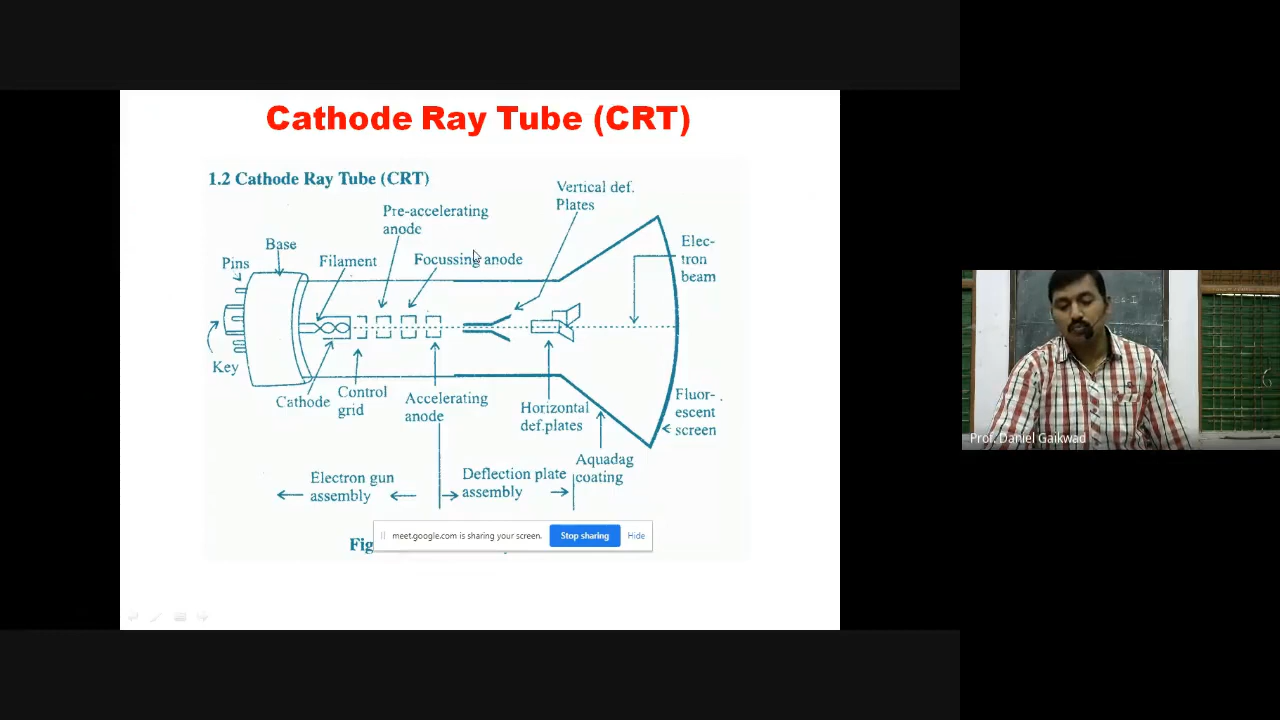 Cathode Ray Tube (CRT)
1.2 Cathode Ray Tube (CRT)
Vertical def.
Plates
Pre-accelerating
anode
Base
Pins
Filament
Focussing anode
Elec-
tron
beam
Key
Cathode
Control
grid
Accelerating
anode
Horizontal
def.plates
Fluor-
escent
screen
Aquadag
coating
Electron gun
assembly
Deflection plate
assembly
Fig
meet.google.com is sharing your screen.
Stop sharing
Hide
Prof. Daniel Gaikwad